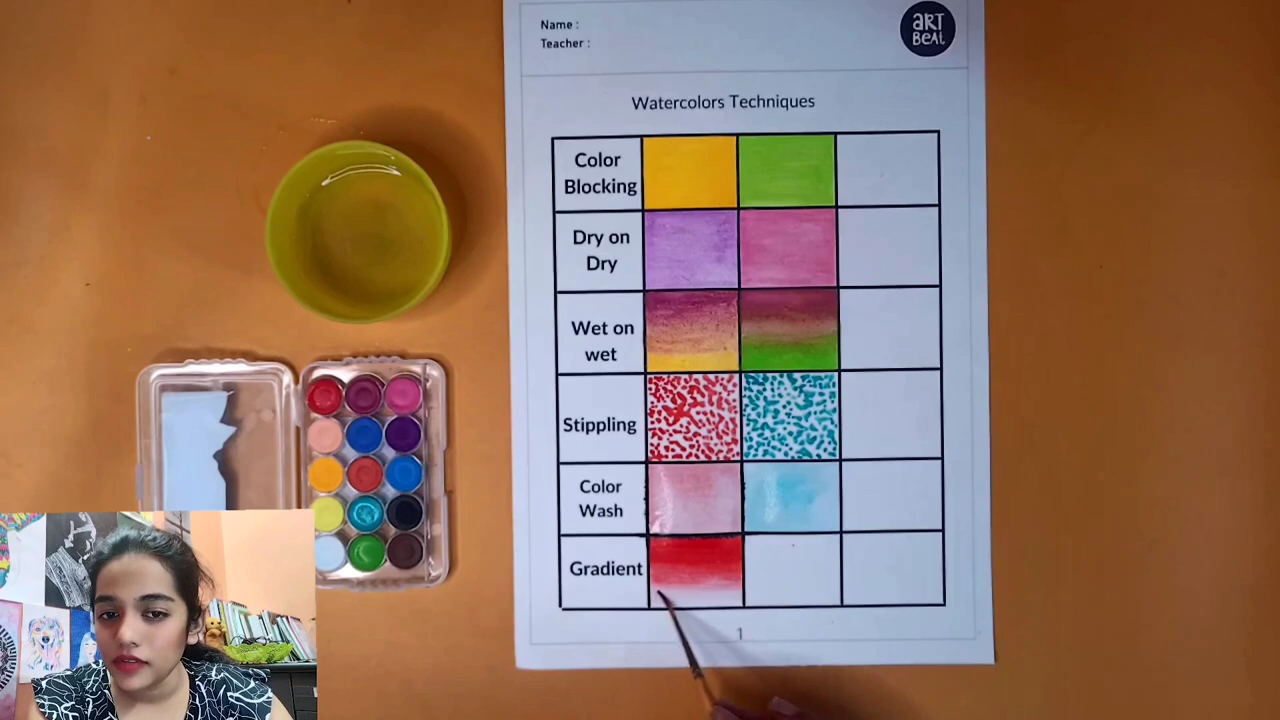 Name :
Teacher :
ART
BEAT
Watercolors Techniques
Color
Blocking
Dry on
Dry
Wet on
wet
Stippling
Color
Wash
Gradient
1